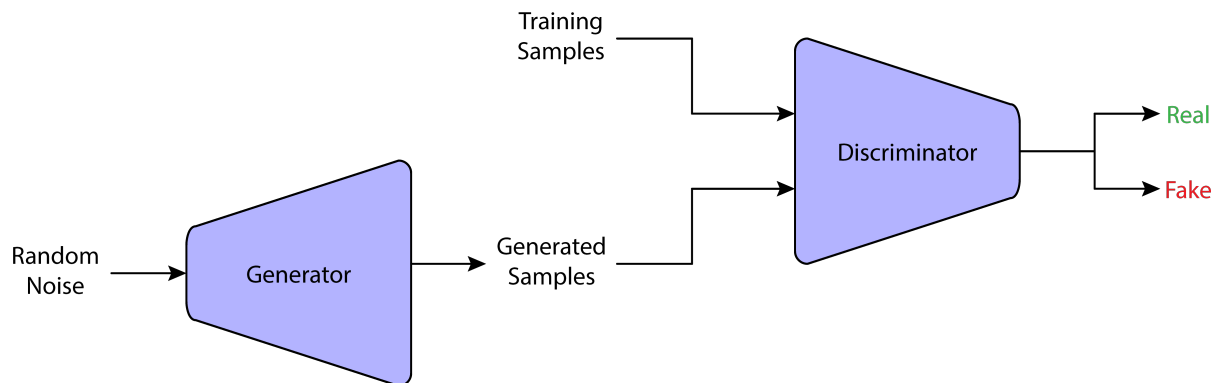 Training
Samples
Discriminator
Real
Fake
Random
Noise
Generator
Generated
Samples